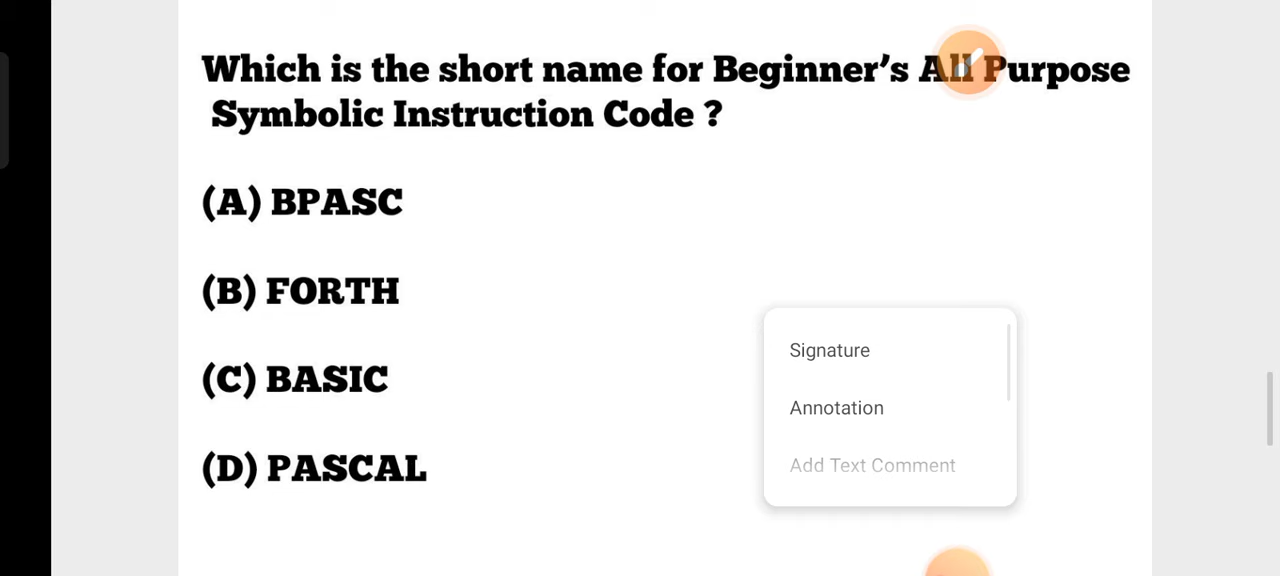 Which is the short name for Beginner's All Purpose
Symbolic Instruction Code ?
(A) BPASC
(B) FORTH
(C) BASIC
(D) PASCAL
Signature
Annotation
Add Text Comment